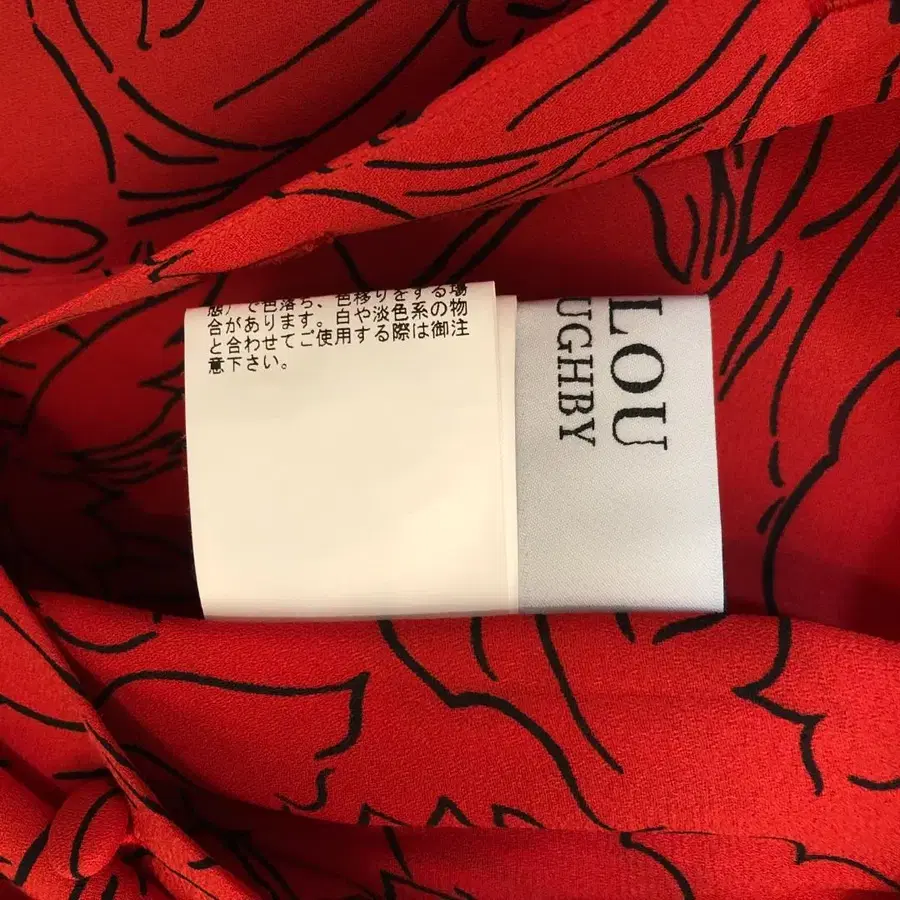 態）で色落ち、色移りをする場
合があります。白や淡色系の物
と合わせてご使用する際は御注
意下さい。
LOU
UGHBY